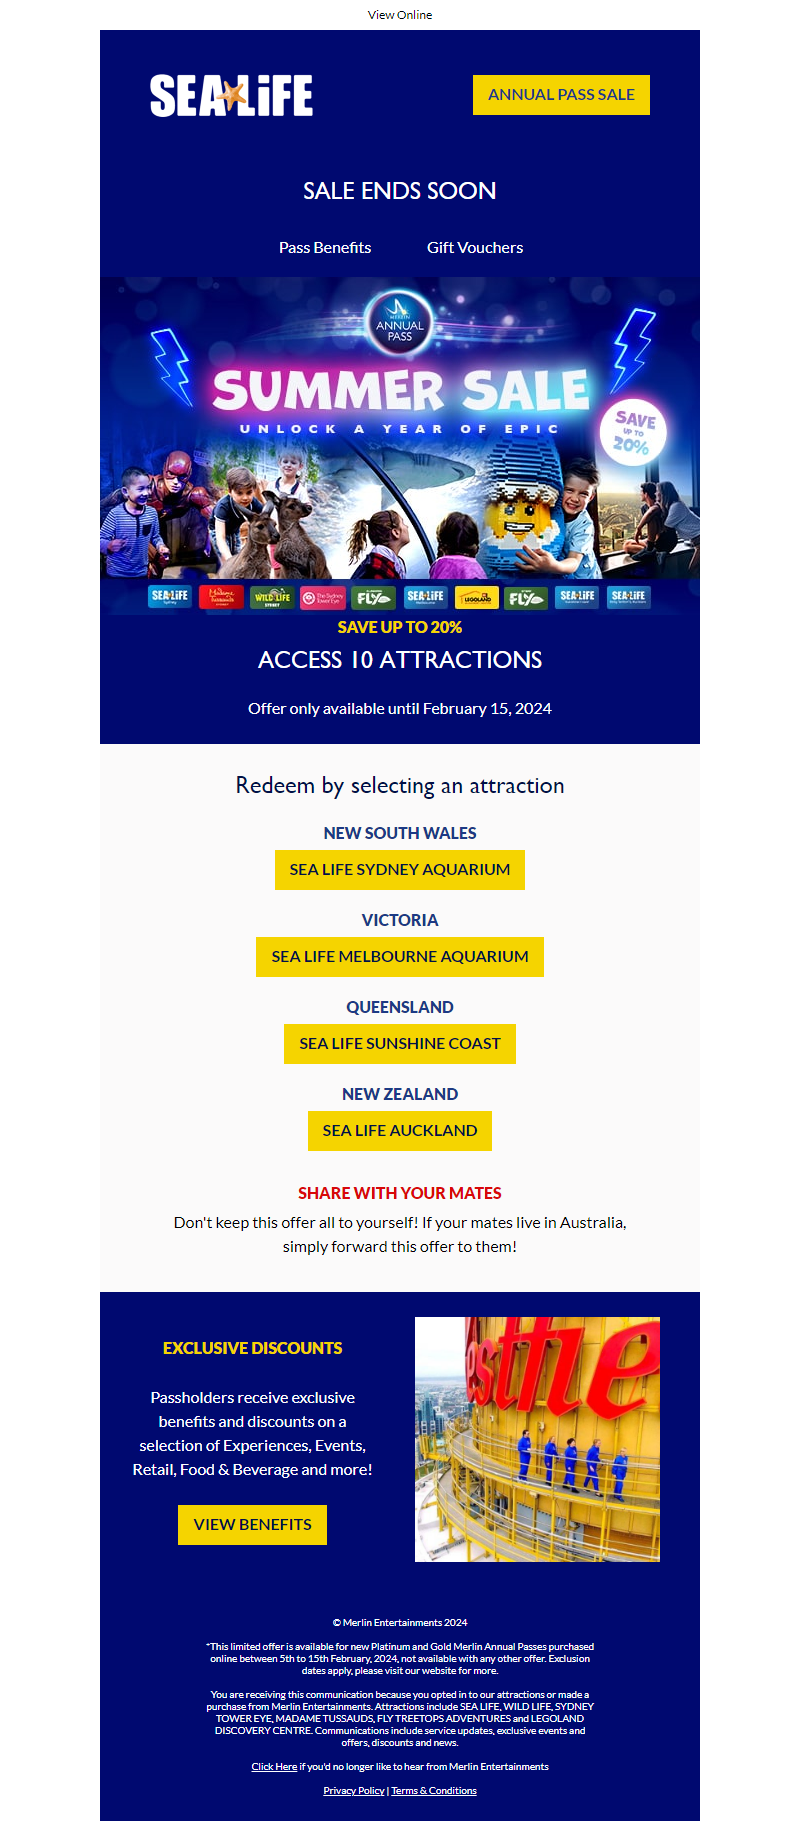 View Online
SEA LiFE
ANNUAL PASS SALE
SALE ENDS SOON
Pass Benefits
Gift Vouchers
MERLIN
ANNUAL
PASS
SUMMER SALE
UNLOCK A YEAR OF EPIC
SAVE
UP TO
20%
SEA LiFE
Sydney
Madame
Tussauds
SYDNEY
WILD LIFE
SYDNEY
The Sydney
Tower Eye
FLY
SEA LiFE
Melbourne
LEGOLAND
FLY
SEA LiFE
SEA LiFE
SAVE UP TO 20%
ACCESS 10 ATTRACTIONS
Offer only available until February 15, 2024
Redeem by selecting an attraction
NEW SOUTH WALES
SEA LIFE SYDNEY AQUARIUM
VICTORIA
SEA LIFE MELBOURNE AQUARIUM
QUEENSLAND
SEA LIFE SUNSHINE COAST
NEW ZEALAND
SEA LIFE AUCKLAND
SHARE WITH YOUR MATES
Don't keep this offer all to yourself! If your mates live in Australia,
simply forward this offer to them!
EXCLUSIVE DISCOUNTS
Passholders receive exclusive
benefits and discounts on a
selection of Experiences, Events,
Retail, Food & Beverage and more!
VIEW BENEFITS
estfie
© Merlin Entertainments 2024
*This limited offer is available for new Platinum and Gold Merlin Annual Passes purchased
online between 5th to 15th February, 2024, not available with any other offer. Exclusion
dates apply, please visit our website for more.
You are receiving this communication because you opted in to our attractions or made a
purchase from Merlin Entertainments. Attractions include SEA LIFE, WILD LIFE, SYDNEY
TOWER EYE, MADAME TUSSAUDS, FLY TREETOPS ADVENTURES and LEGOLAND
DISCOVERY CENTRE. Communications include service updates, exclusive events and
offers, discounts and news.
Click Here if you'd no longer like to hear from Merlin Entertainments
Privacy Policy | Terms & Conditions